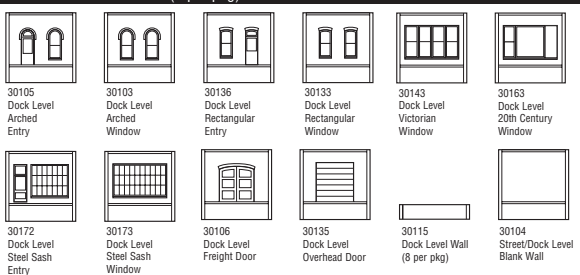 30105
Dock Level
Arched
Entry
30103
Dock Level
Arched
Window
30136
Dock Level
Rectangular
Entry
30133
Dock Level
Rectangular
Window
30143
Dock Level
Victorian
Window
30163
Dock Level
20th Century
Window
30172
Dock Level
Steel Sash
Entry
30173
Dock Level
Steel Sash
Window
30106
Dock Level
Freight Door
30135
Dock Level
Overhead Door
30115
Dock Level Wall
(8 per pkg)
30104
Street/Dock Level
Blank Wall